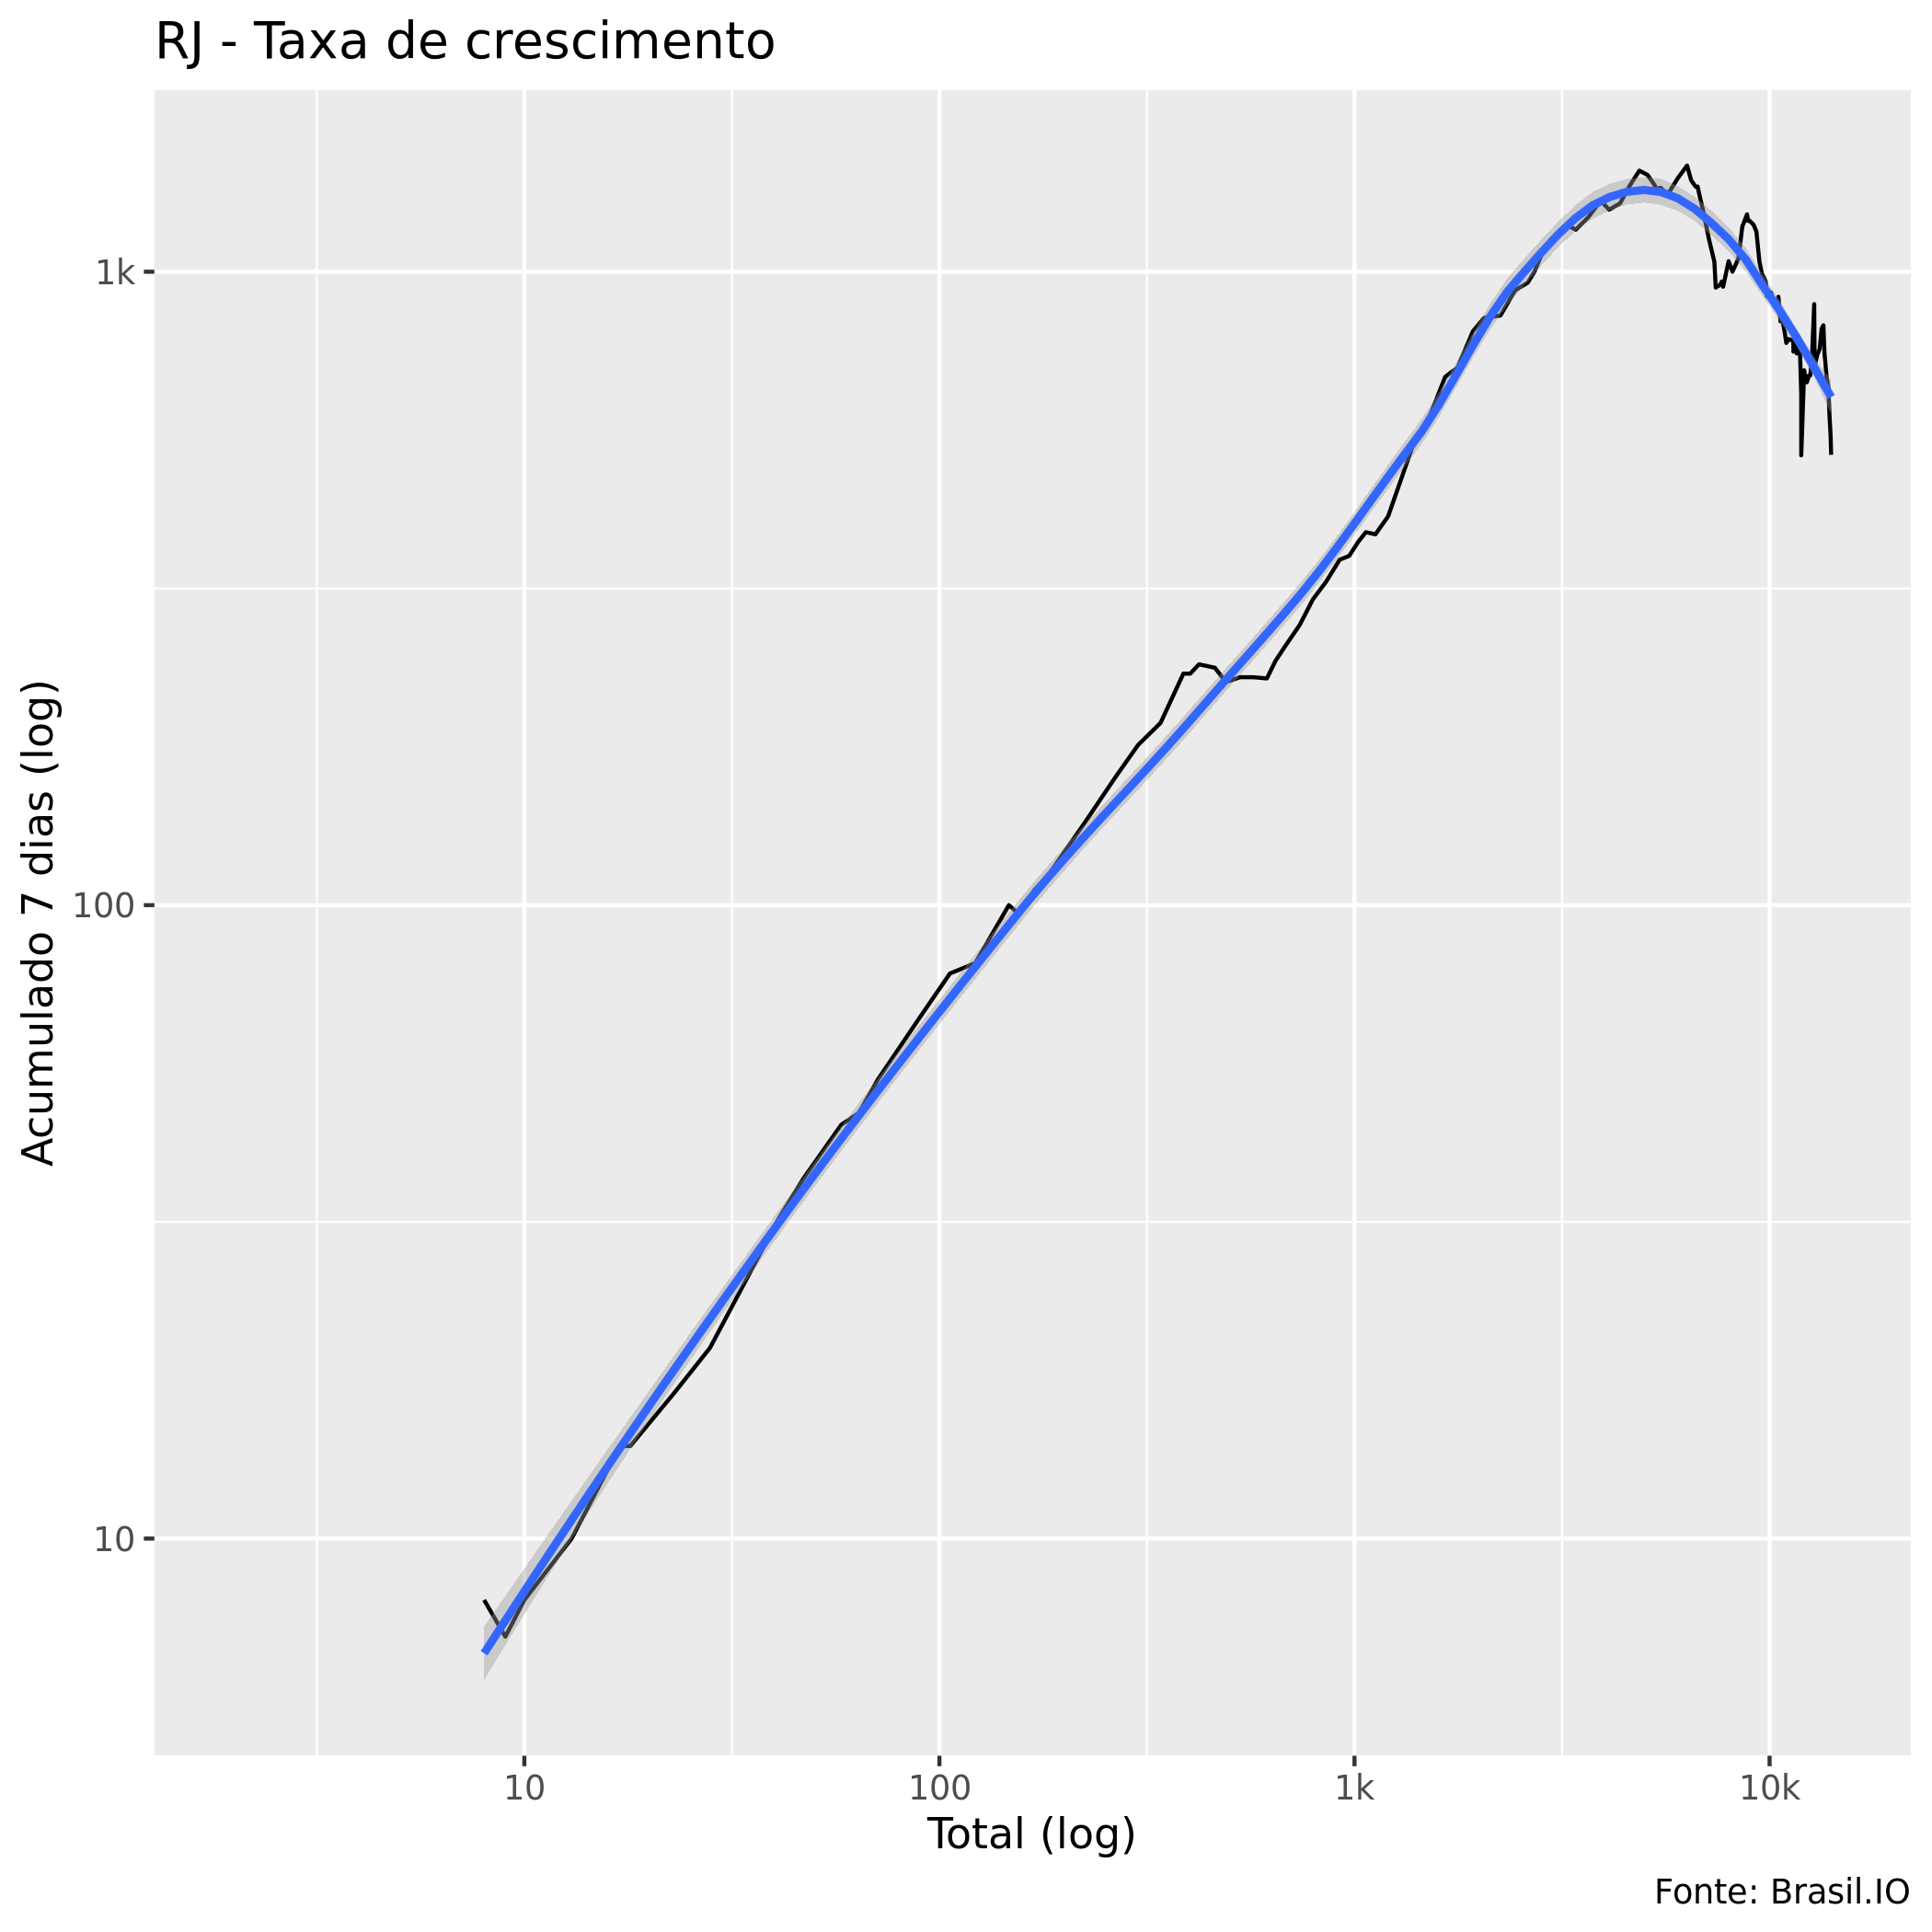 RJ - Taxa de crescimento
Acumulado 7 dias (log)
1k
100
10
10
100
1k
10k
Total (log)
Fonte: Brasil.IO